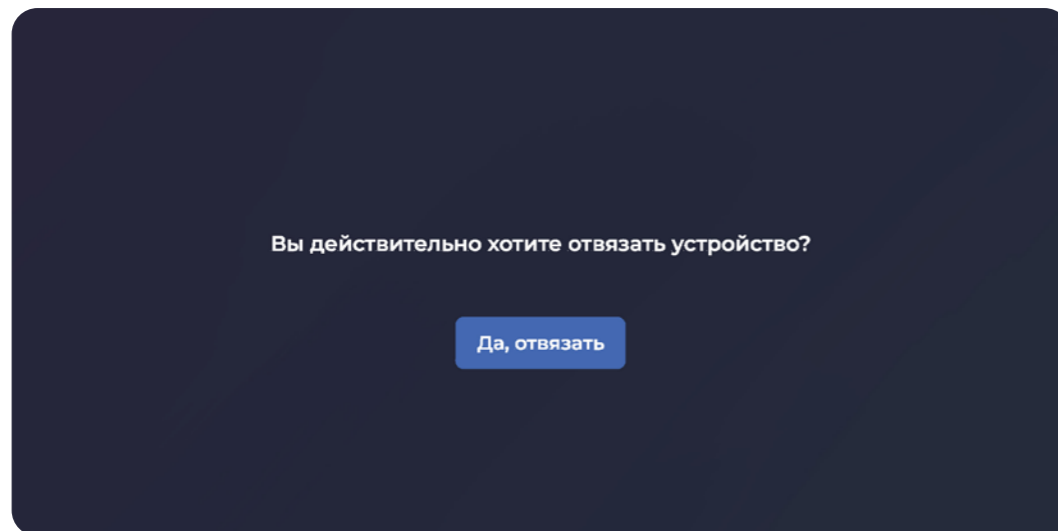 Вы действительно хотите отвязать устройство?
Да, отвязать